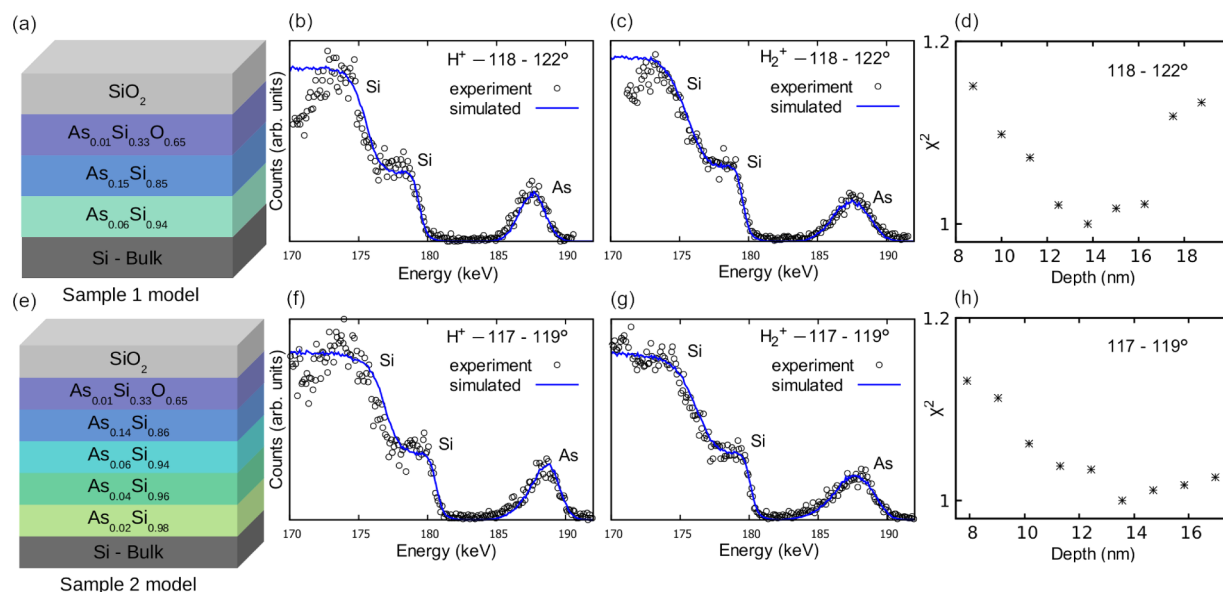 (a)
SiO2
As0.01Si0.33O0.65
As0.15Si0.85
As0.06Si0.94
Si - Bulk
Sample 1 model
(b)
H+ — 118 - 122º
experiment
simulated
Si
Si
As
Counts (arb. units)
170 175 180 185 190
Energy (keV)
(c)
H2+ — 118 - 122º
experiment
simulated
Si
Si
As
170 175 180 185 190
Energy (keV)
(d)
118 - 122º
1.2
1
χ2
8 10 12 14 16 18
Depth (nm)
(e)
SiO2
As0.01Si0.33O0.65
As0.14Si0.86
As0.06Si0.94
As0.04Si0.96
As0.02Si0.98
Si - Bulk
Sample 2 model
(f)
H+ — 117 - 119º
experiment
simulated
Si
Si
As
Counts (arb. units)
170 175 180 185 190
Energy (keV)
(g)
H2+ — 117 - 119º
experiment
simulated
Si
Si
As
170 175 180 185 190
Energy (keV)
(h)
117 - 119º
1.2
1
χ2
8 10 12 14 16
Depth (nm)